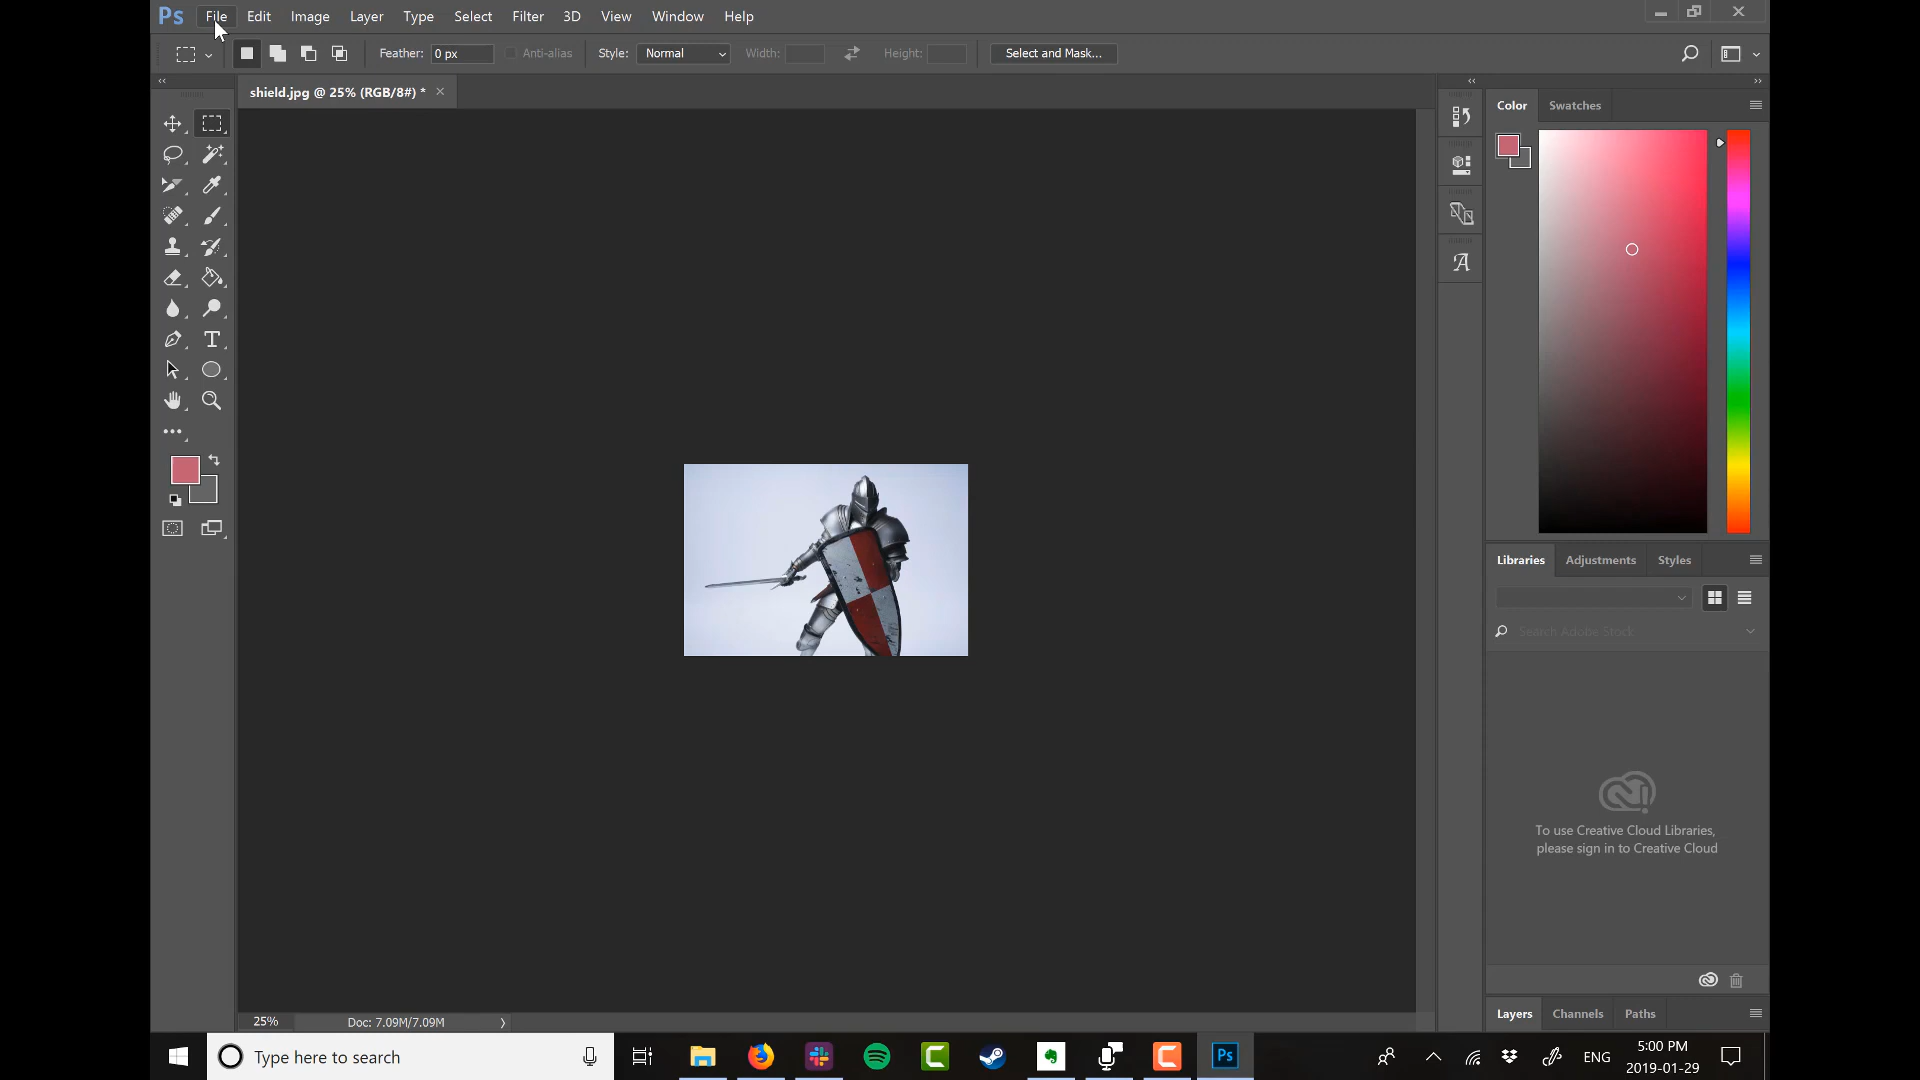 Ps File Edit Image Layer Type Select Filter 3D View Window Help
Feather: 0 px Anti-alias Style: Normal Width: Height: Select and Mask...
shield.jpg @ 25% (RGB/8#) * ×
Color Swatches
Libraries Adjustments Styles
Search Adobe Stock
To use Creative Cloud Libraries,
please sign in to Creative Cloud
Layers Channels Paths
25% Doc: 7.09M/7.09M
Type here to search
Ps
ENG
5:00 PM
2019-01-29